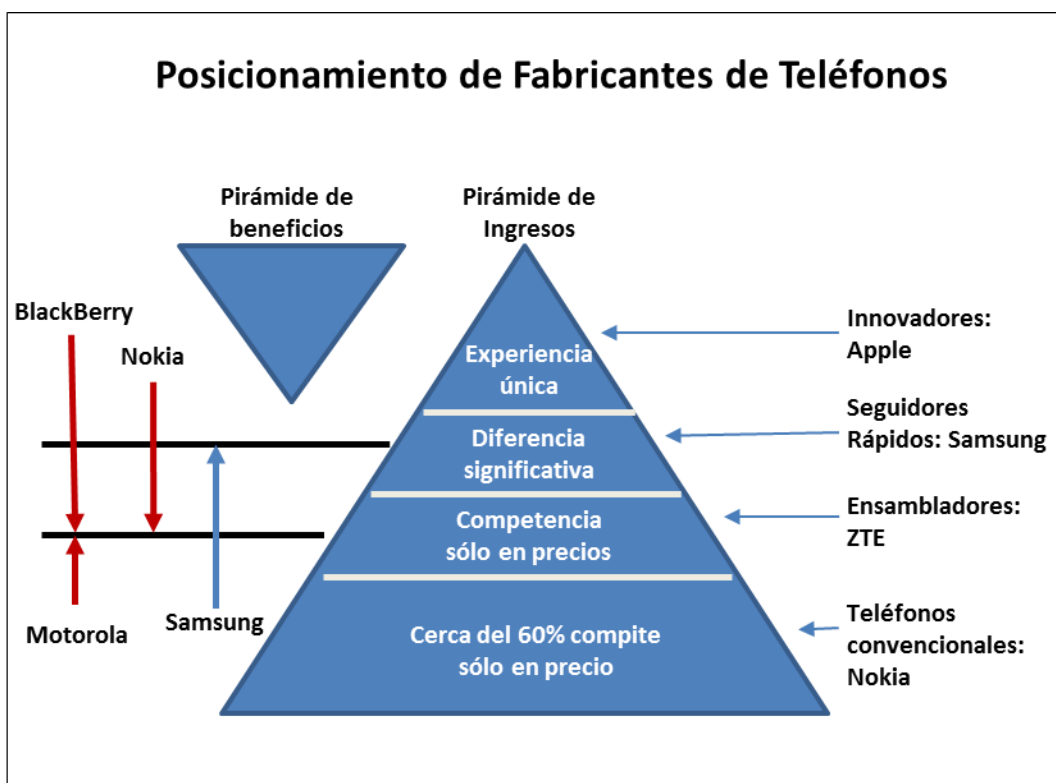 Posicionamiento de Fabricantes de Teléfonos
Pirámide de
beneficios
Pirámide de
Ingresos
BlackBerry
Nokia
Motorola
Samsung
Experiencia
única
Diferencia
significativa
Competencia
sólo en precios
Cerca del 60% compite
sólo en precio
Innovadores:
Apple
Seguidores
Rápidos: Samsung
Ensambladores:
ZTE
Teléfonos
convencionales:
Nokia